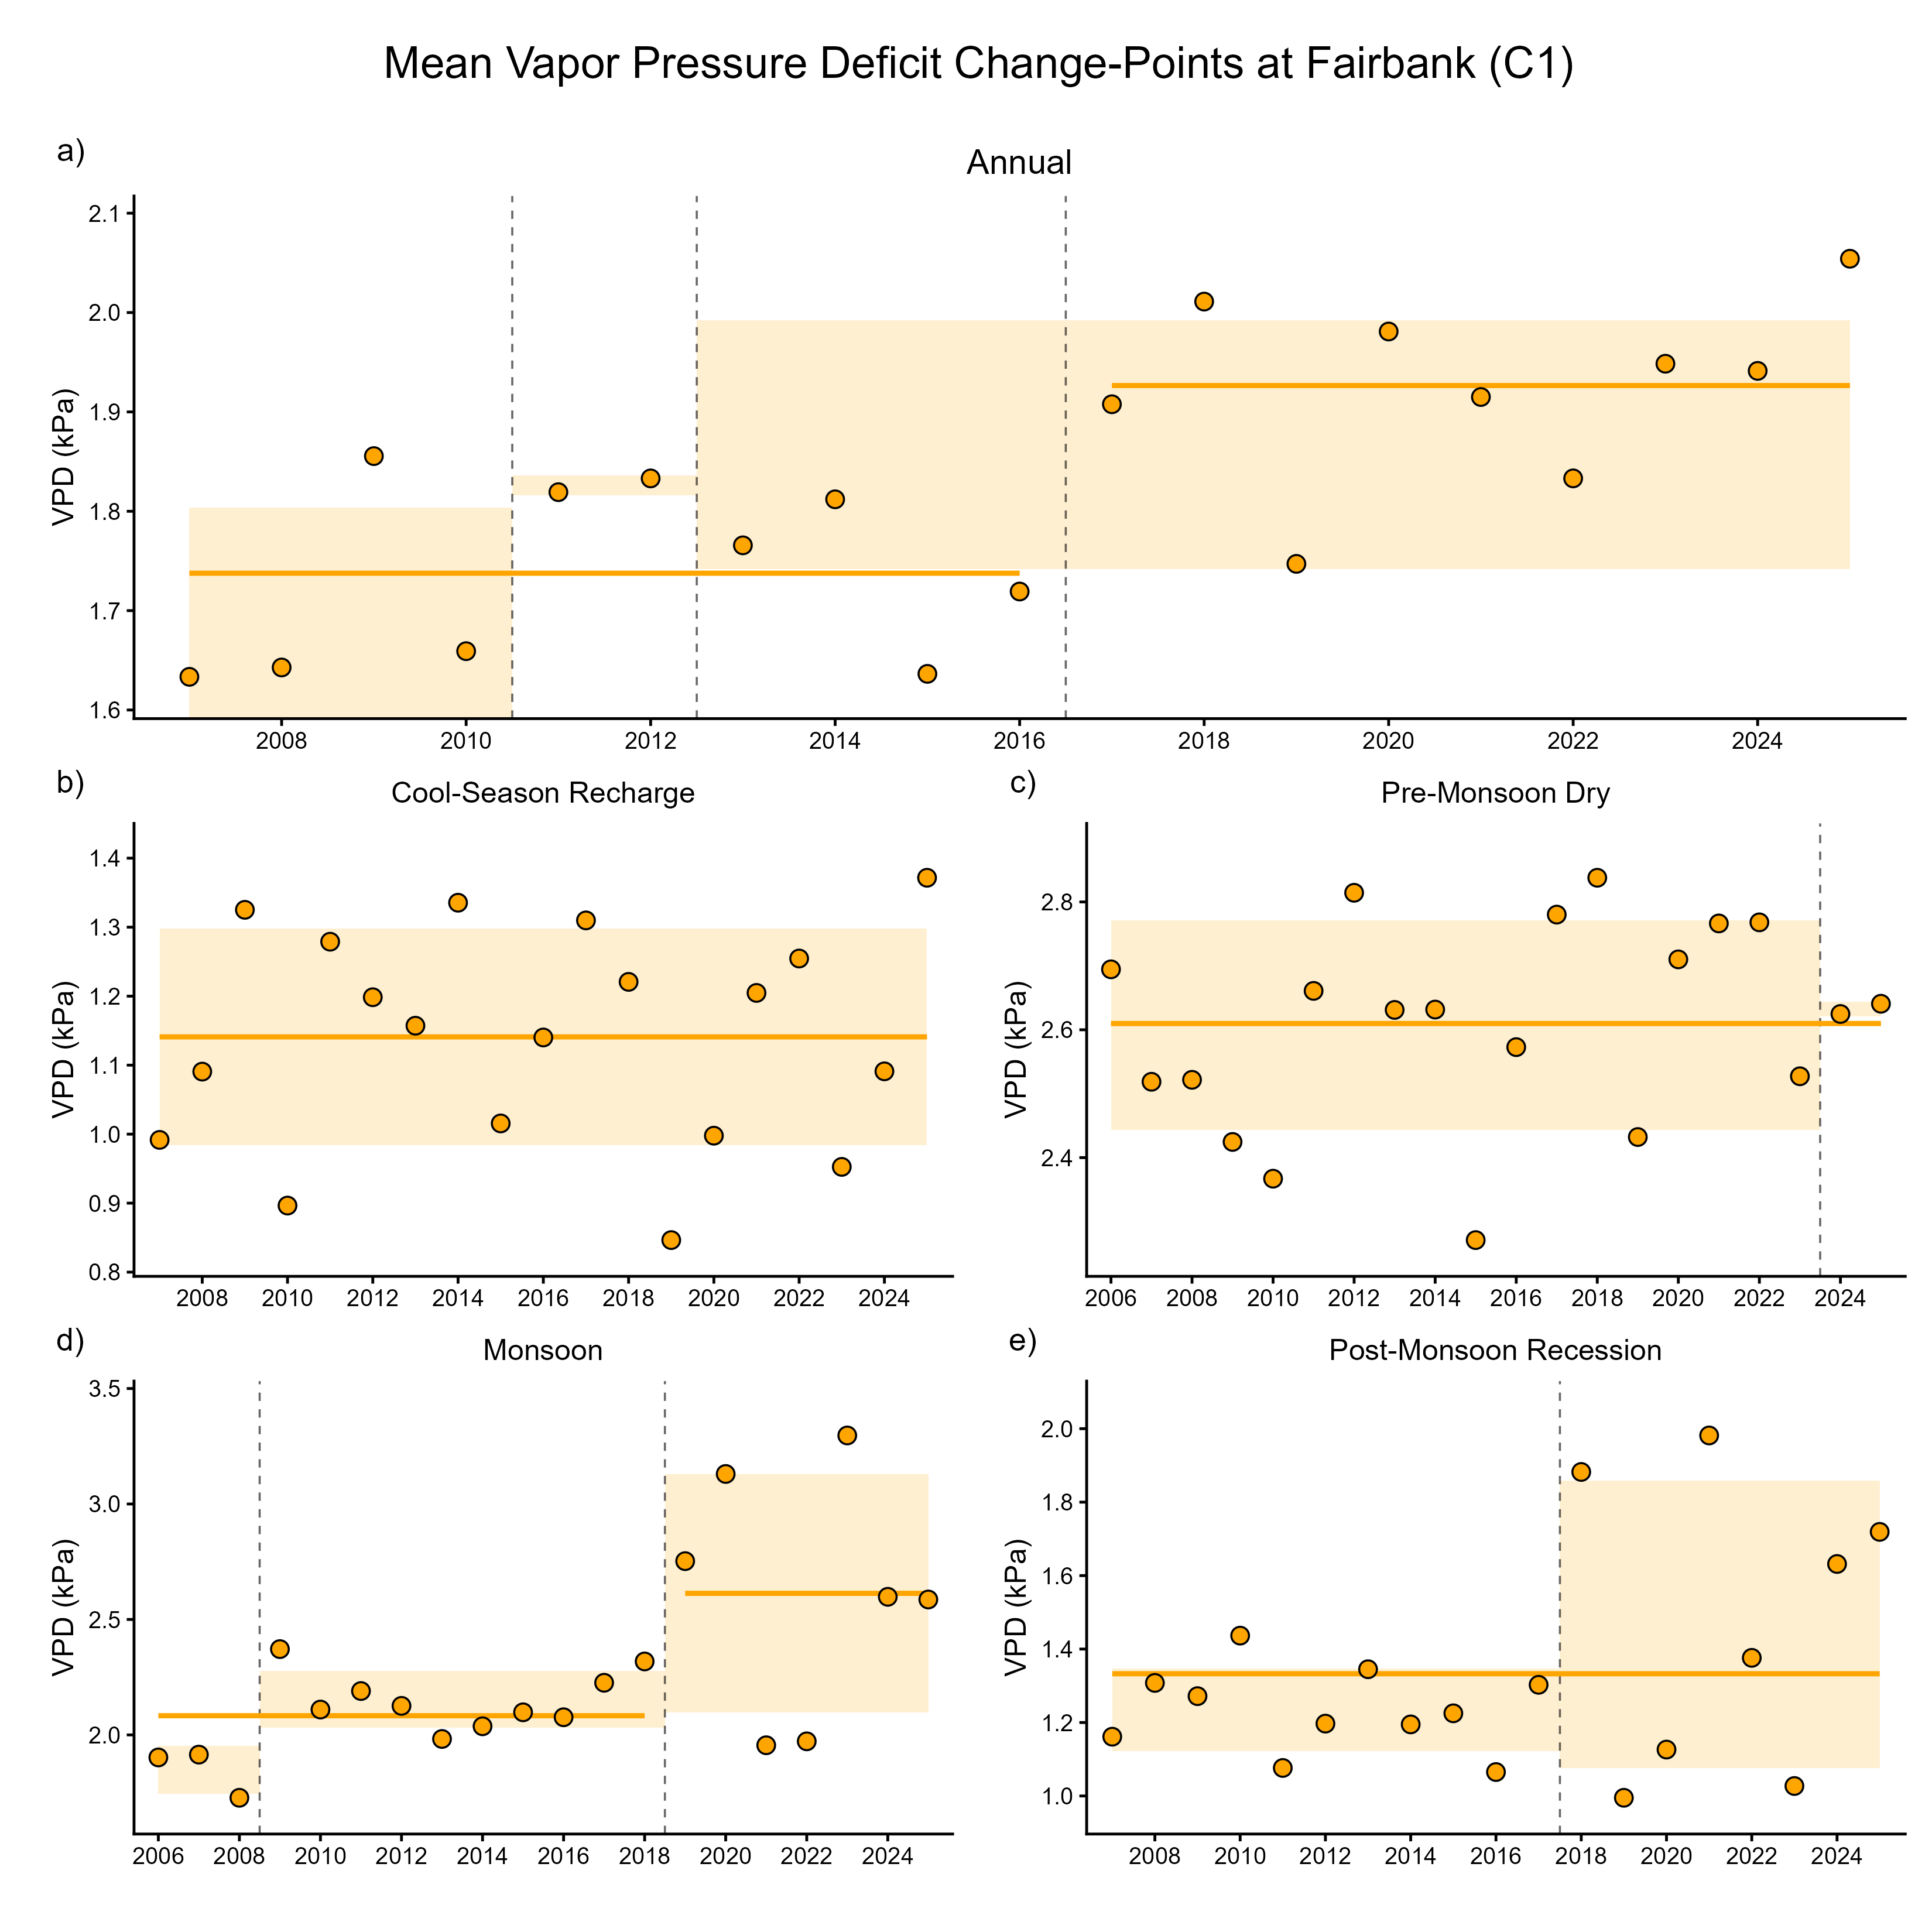 Mean Vapor Pressure Deficit Change-Points at Fairbank (C1)
a)
Annual
VPD (kPa)
2.1
2.0
1.9
1.8
1.7
1.6
2008 2010 2012 2014 2016 2018 2020 2022 2024
b)
Cool-Season Recharge
VPD (kPa)
1.4
1.3
1.2
1.1
1.0
0.9
0.8
2008 2010 2012 2014 2016 2018 2020 2022 2024
c)
Pre-Monsoon Dry
VPD (kPa)
2.8
2.6
2.4
2006 2008 2010 2012 2014 2016 2018 2020 2022 2024
d)
Monsoon
VPD (kPa)
3.5
3.0
2.5
2.0
2006 2008 2010 2012 2014 2016 2018 2020 2022 2024
e)
Post-Monsoon Recession
VPD (kPa)
2.0
1.8
1.6
1.4
1.2
1.0
2008 2010 2012 2014 2016 2018 2020 2022 2024